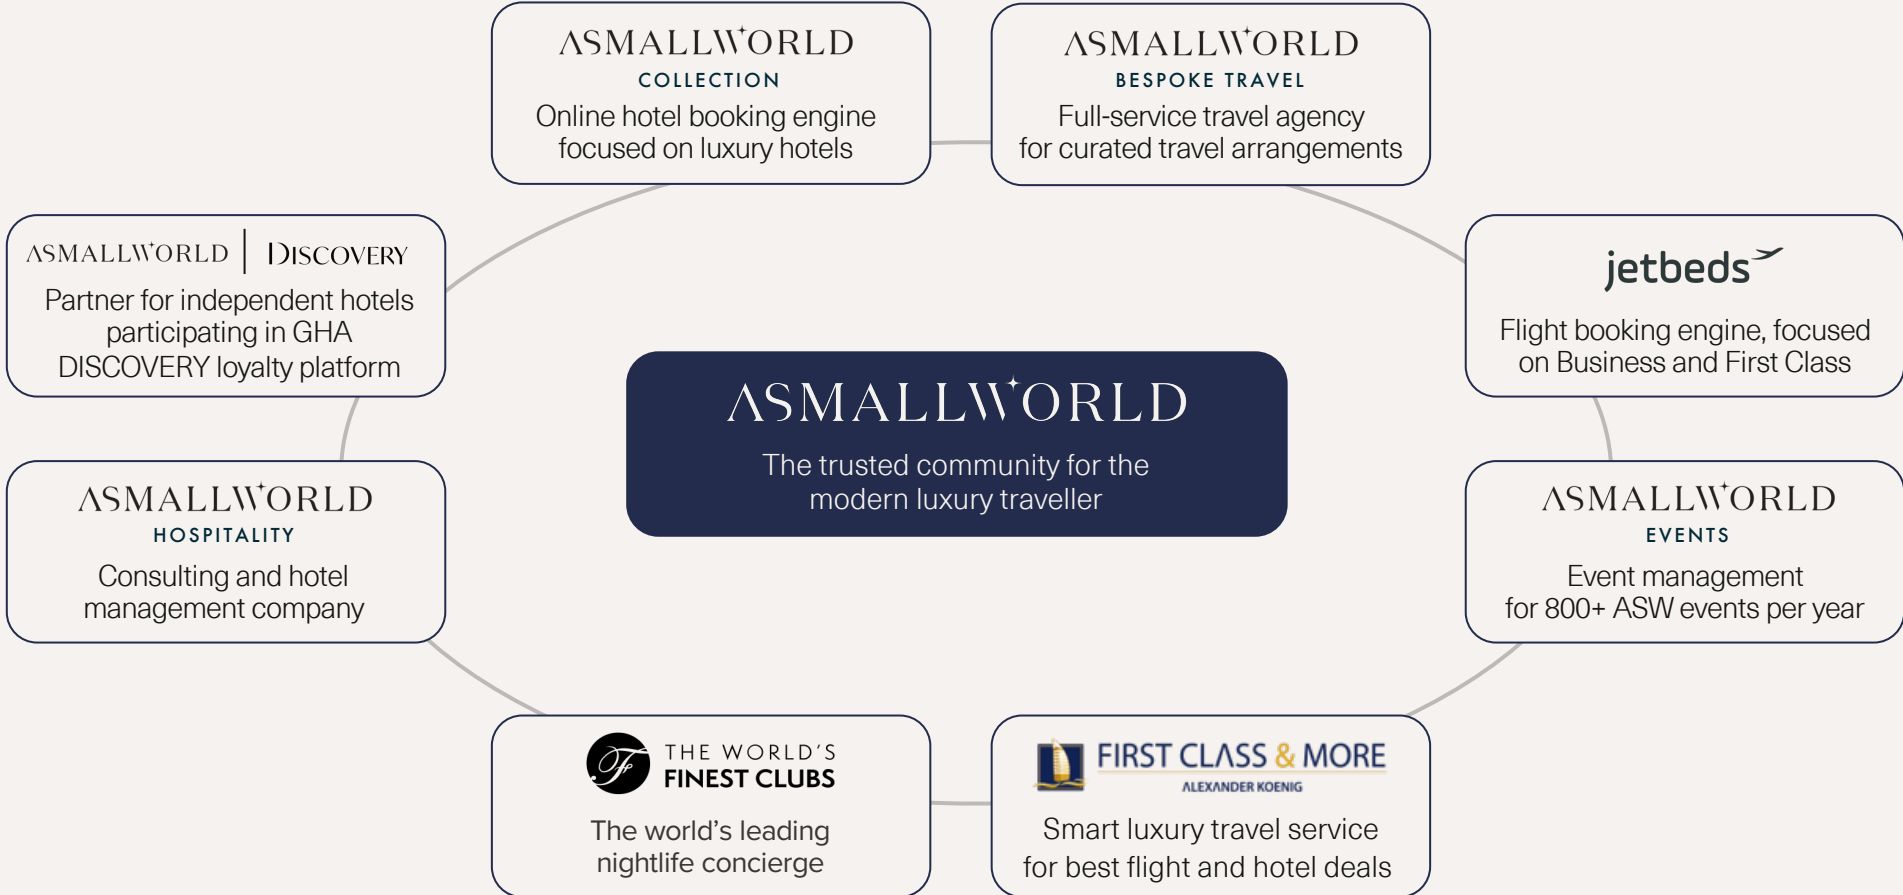 ASMALLWORLD
COLLECTION
Online hotel booking engine
focused on luxury hotels
ASMALLWORLD
BESPOKE TRAVEL
Full-service travel agency
for curated travel arrangements
ASMALLWORLD | DISCOVERY
Partner for independent hotels
participating in GHA
DISCOVERY loyalty platform
jetbeds
Flight booking engine, focused
on Business and First Class
ASMALLWORLD
The trusted community for the
modern luxury traveller
ASMALLWORLD
HOSPITALITY
Consulting and hotel
management company
ASMALLWORLD
EVENTS
Event management
for 800+ ASW events per year
F
THE WORLD'S
FINEST CLUBS
The world's leading
nightlife concierge
FIRST CLASS & MORE
ALEXANDER KOENIG
Smart luxury travel service
for best flight and hotel deals